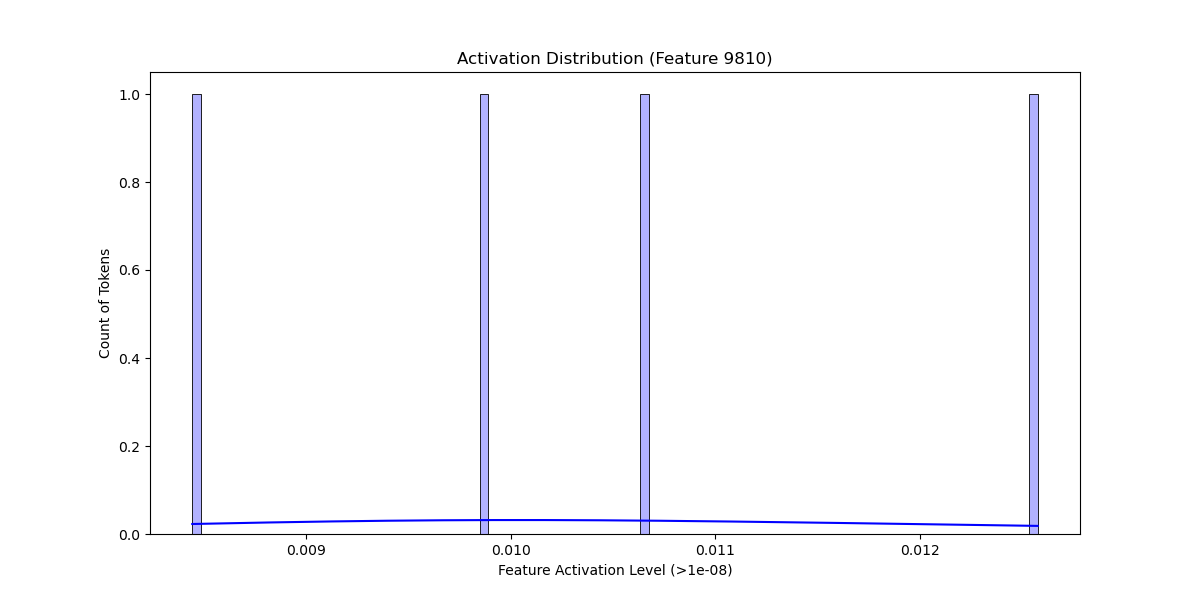 Activation Distribution (Feature 9810)
Count of Tokens
1.0
0.8
0.6
0.4
0.2
0.0
0.009 0.010 0.011 0.012
Feature Activation Level (>1e-08)